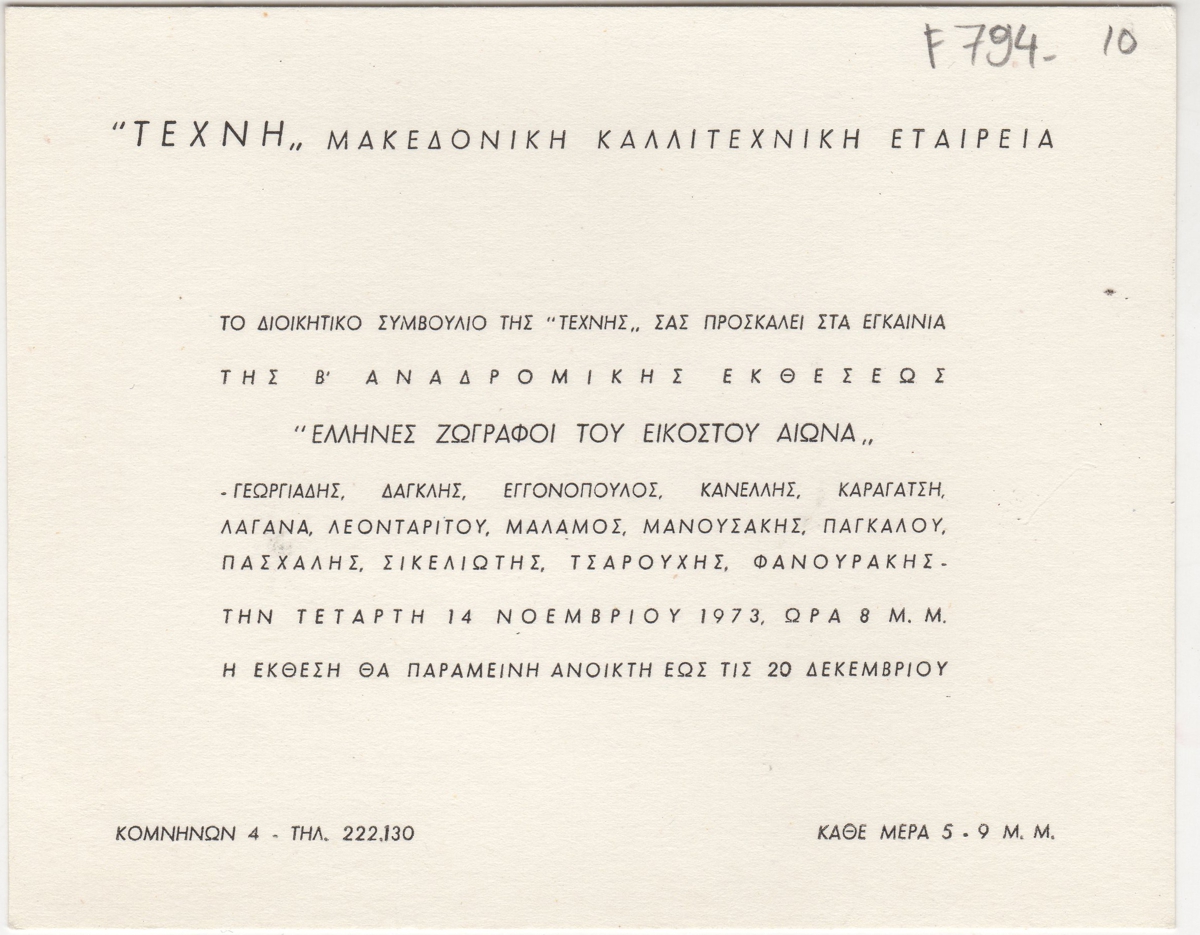 F 794- 10
"ΤΕΧΝΗ„ ΜΑΚΕΔΟΝΙΚΗ ΚΑΛΛΙΤΕΧΝΙΚΗ ΕΤΑΙΡΕΙΑ
ΤΟ ΔΙΟΙΚΗΤΙΚΟ ΣΥΜΒΟΥΛΙΟ ΤΗΣ "ΤΕΧΝΗΣ„ ΣΑΣ ΠΡΟΣΚΑΛΕΙ ΣΤΑ ΕΓΚΑΙΝΙΑ
ΤΗΣ Β' ΑΝΑΔΡΟΜΙΚΗΣ ΕΚΘΕΣΕΩΣ
"ΕΛΛΗΝΕΣ ΖΩΓΡΑΦΟΙ ΤΟΥ ΕΙΚΟΣΤΟΥ ΑΙΩΝΑ„
- ΓΕΩΡΓΙΑΔΗΣ, ΔΑΓΚΛΗΣ, ΕΓΓΟΝΟΠΟΥΛΟΣ, ΚΑΝΕΛΛΗΣ, ΚΑΡΑΓΑΤΣΗ,
ΛΑΓΑΝΑ, ΛΕΟΝΤΑΡΙΤΟΥ, ΜΑΛΑΜΟΣ, ΜΑΝΟΥΣΑΚΗΣ, ΠΑΓΚΑΛΟΥ,
ΠΑΣΧΑΛΗΣ, ΣΙΚΕΛΙΩΤΗΣ, ΤΣΑΡΟΥΧΗΣ, ΦΑΝΟΥΡΑΚΗΣ -
ΤΗΝ ΤΕΤΑΡΤΗ 14 ΝΟΕΜΒΡΙΟΥ 1973, ΩΡΑ 8 Μ. Μ.
Η ΕΚΘΕΣΗ ΘΑ ΠΑΡΑΜΕΙΝΗ ΑΝΟΙΚΤΗ ΕΩΣ ΤΙΣ 20 ΔΕΚΕΜΒΡΙΟΥ
ΚΟΜΝΗΝΩΝ 4 - ΤΗΛ. 222.130 ΚΑΘΕ ΜΕΡΑ 5 - 9 Μ. Μ.